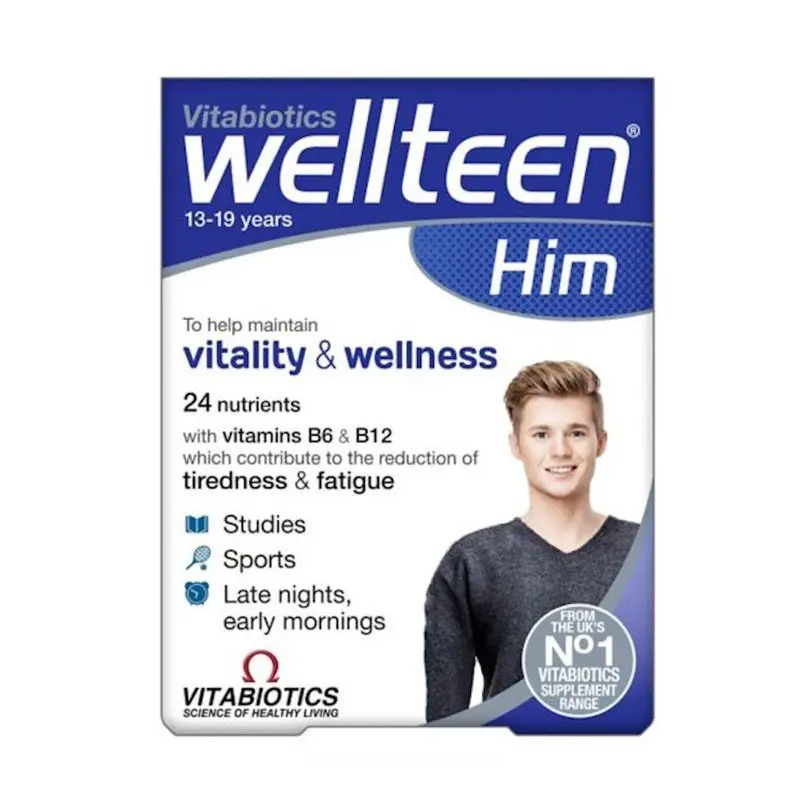 Vitabiotics
wellteen®
13-19 years
Him
To help maintain
vitality & wellness
24 nutrients
with vitamins B6 & B12
which contribute to the reduction of
tiredness & fatigue
Studies
Sports
Late nights,
early mornings
VITABIOTICS
SCIENCE OF HEALTHY LIVING
FROM
THE UK'S
Nº1
VITABIOTICS
SUPPLEMENT
RANGE